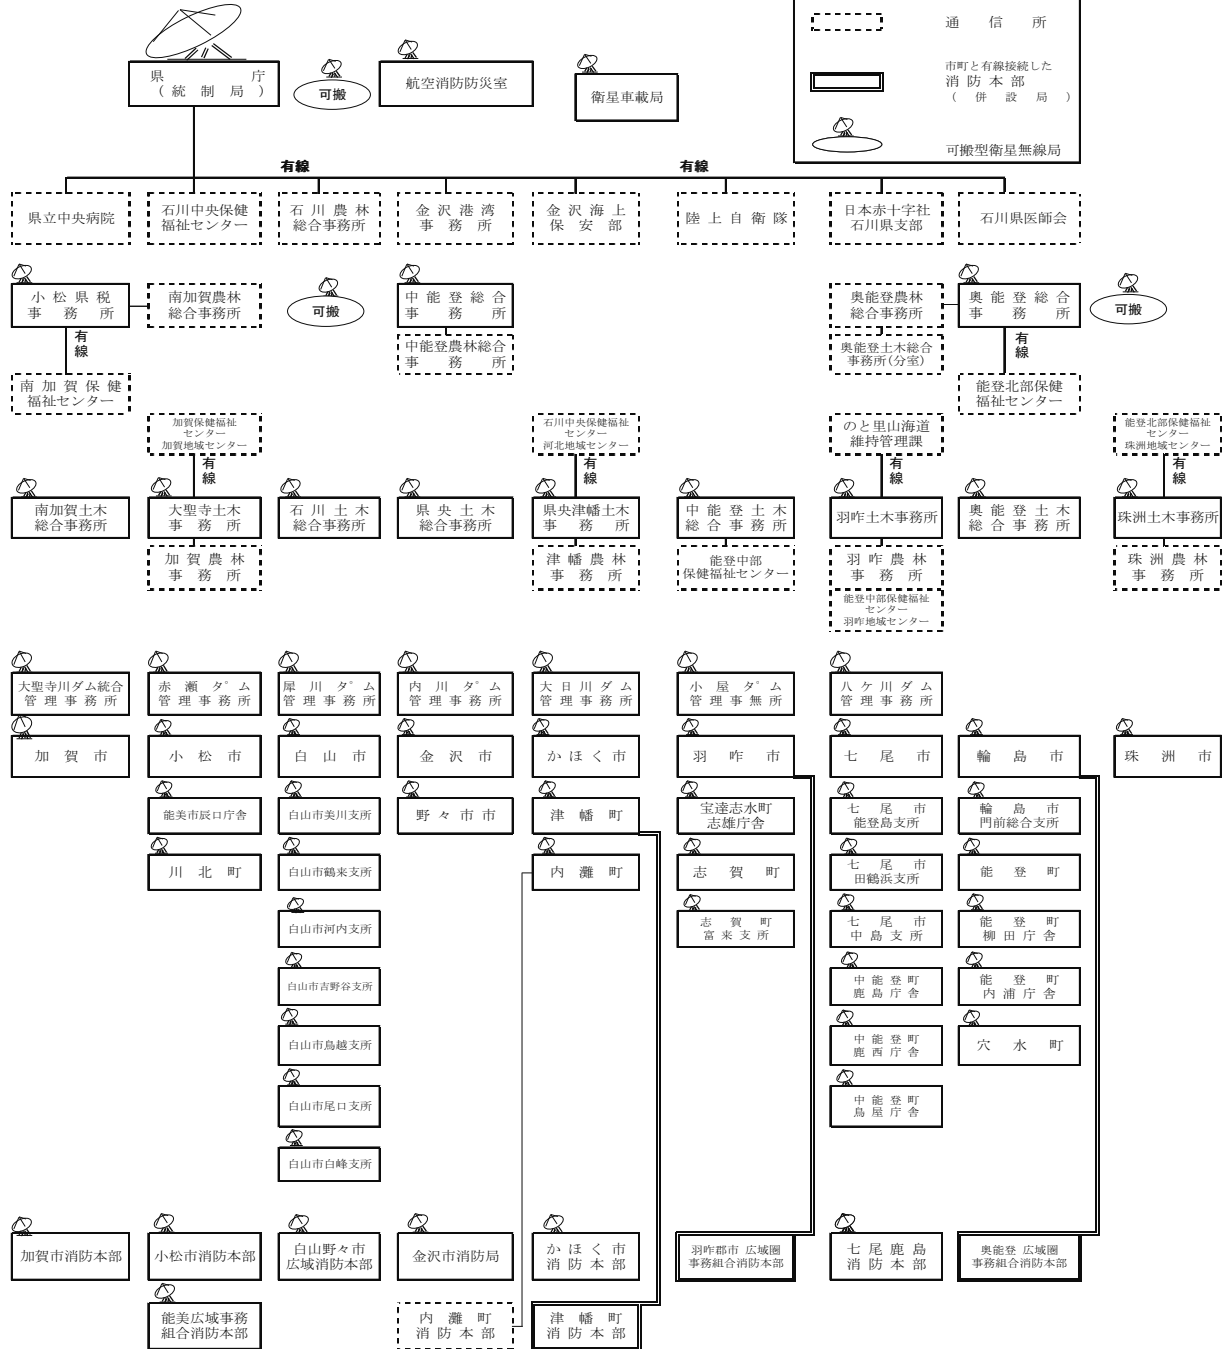 通信所
市町と有線接続した
消防本部
（併設局）
可搬型衛星無線局
県庁
（統制局）
可搬
航空消防防災室
衛星車載局
有線
有線
県立中央病院
石川中央保健
福祉センター
石川農林
総合事務所
金沢港湾
事務所
金沢海上
保安部
陸上自衛隊
日本赤十字社
石川県支部
石川県医師会
小松県税
事務所
南加賀農林
総合事務所
可搬
中能登総合
事務所
奥能登農林
総合事務所
奥能登総合
事務所
可搬
有線
中能登農林総合
事務所
奥能登土木総合
事務所(分室)
有線
南加賀保健
福祉センター
能登北部保健
福祉センター
加賀保健福祉
センター
加賀地域センター
石川中央保健福祉
センター
河北地域センター
のと里山海道
維持管理課
能登北部保健福祉
センター
珠洲地域センター
有線
有線
有線
有線
南加賀土木
総合事務所
大聖寺土木
事務所
石川土木
総合事務所
県央土木
総合事務所
県央津幡土木
事務所
中能登土木
総合事務所
羽咋土木事務所
奥能登土木
総合事務所
珠洲土木事務所
加賀農林
事務所
津幡農林
事務所
能登中部
保健福祉センター
羽咋農林
事務所
珠洲農林
事務所
能登中部保健福祉
センター
羽咋地域センター
大聖寺川ダム統合
管理事務所
赤瀬タ゜ム
管理事務所
犀川タ゜ム
管理事務所
内川タ゜ム
管理事務所
大日川ダム
管理事務所
小屋タ゜ム
管理事無所
八ケ川ダム
管理事務所
加賀市
小松市
白山市
金沢市
かほく市
羽咋市
七尾市
輪島市
珠洲市
能美市辰口庁舎
白山市美川支所
野々市市
津幡町
宝達志水町
志雄庁舎
七尾市
能登島支所
輪島市
門前総合支所
川北町
白山市鶴来支所
内灘町
志賀町
七尾市
田鶴浜支所
能登町
白山市河内支所
志賀町
富来支所
七尾市
中島支所
能登町
柳田庁舎
白山市吉野谷支所
中能登町
鹿島庁舎
能登町
内浦庁舎
白山市鳥越支所
中能登町
鹿西庁舎
穴水町
白山市尾口支所
中能登町
鳥屋庁舎
白山市白峰支所
加賀市消防本部
小松市消防本部
白山野々市
広域消防本部
金沢市消防局
かほく市
消防本部
羽咋郡市 広域圏
事務組合消防本部
七尾鹿島
消防本部
奥能登 広域圏
事務組合消防本部
能美広域事務
組合消防本部
内灘町
消防本部
津幡町
消防本部